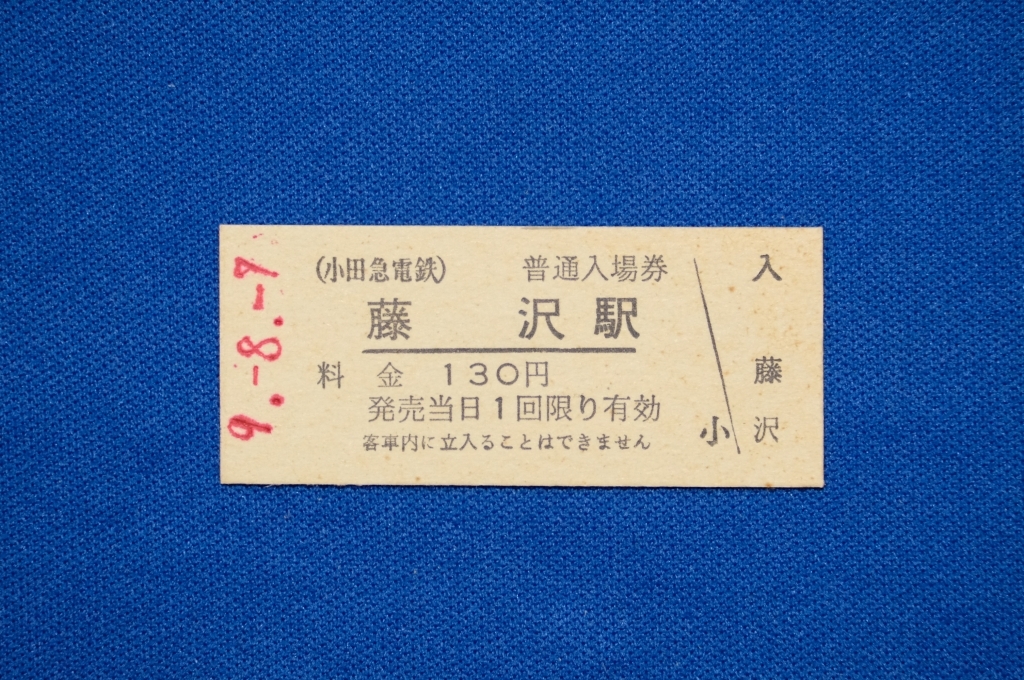 9.-8.-7
(小田急電鉄) 普通入場券
藤沢駅
料金 130円
発売当日1回限り有効
客車内に立入ることはできません
小
入
藤沢